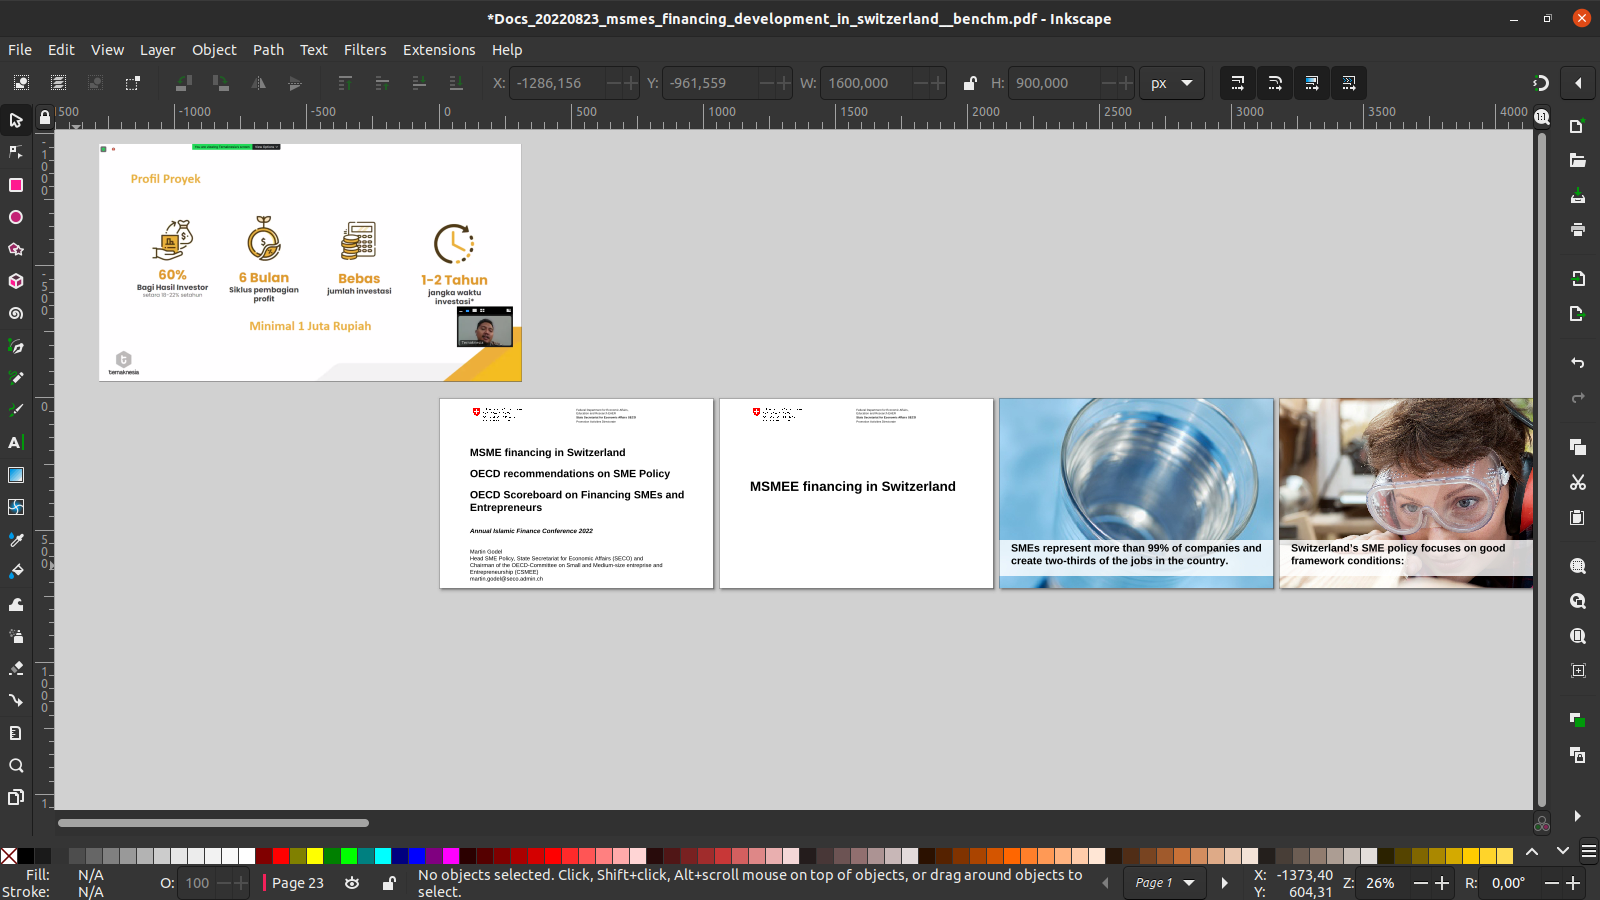 *Docs_20220823_msmes_financing_development_in_switzerland__benchm.pdf - Inkscape
File Edit View Layer Object Path Filters Text Extensions Help
X: -1286,156 Y: -961,559 W: 1600,000 H: 900,000 px
500 -1000 -500 0 500 1000 1500 2000 2500 3000 3500 4000
1:1
Profil Proyek
60%
Bagi Hasil Investor
setara 18-22% setahun
6 Bulan
Siklus pembagian
profit
Bebas
jumlah investasi
1-2 Tahun
jangka waktu
investasi*
Minimal 1 Juta Rupiah
ternaknesia
MSME financing in Switzerland
OECD recommendations on SME Policy
OECD Scoreboard on Financing SMEs and
Entrepreneurs
Annual Islamic Finance Conference 2022
Martin Godel
Head SME Policy, State Secretariat for Economic Affairs (SECO) and
Chairman of the OECD-Committee on Small and Medium-size enterprise and
Entrepreneurship (CSMEE)
martin.godel@seco.admin.ch
MSMEE financing in Switzerland
SMEs represent more than 99% of companies and
create two-thirds of the jobs in the country.
Switzerland's SME policy focuses on good
framework conditions:
Fill: N/A
Stroke: N/A
O: 100
Page 23
No objects selected. Click, Shift+click, Alt+scroll mouse on top of objects, or drag around objects to
select.
Page 1
X: -1373,40
Y: 604,31
Z: 26%
R: 0,00°